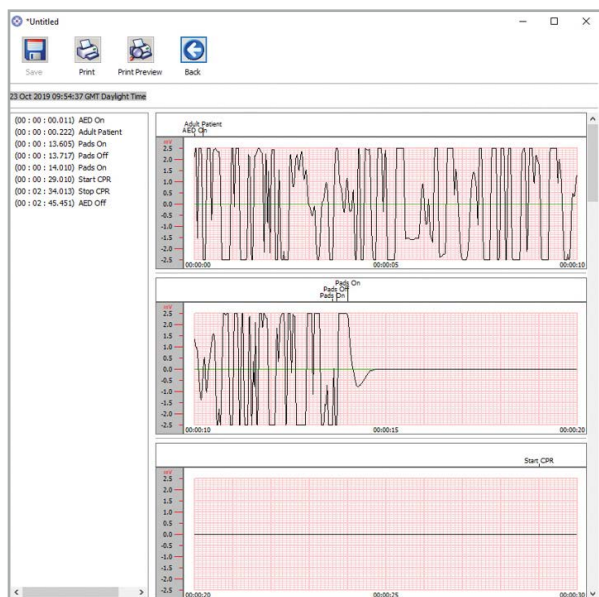 *Untitled
Save Print Print Preview Back
23 Oct 2019 09:54:37 GMT Daylight Time
(00 : 00 : 00.011) AED On
(00 : 00 : 00.222) Adult Patient
(00 : 00 : 13.605) Pads On
(00 : 00 : 13.717) Pads Off
(00 : 00 : 14.010) Pads On
(00 : 00 : 29.010) Start CPR
(00 : 02 : 34.013) Stop CPR
(00 : 02 : 45.451) AED Off
Adult Patient
AED On
mV
2.5
2.0
1.5
1.0
0.5
0.0
-0.5
-1.0
-1.5
-2.0
-2.5
00:00:00 00:00:05 00:00:10
Pads On
Pads Off
Pads On
mV
2.5
2.0
1.5
1.0
0.5
0.0
-0.5
-1.0
-1.5
-2.0
-2.5
00:00:10 00:00:15 00:00:20
Start CPR
mV
2.5
2.0
1.5
1.0
0.5
0.0
-0.5
-1.0
-1.5
-2.0
-2.5
00:00:20 00:00:25 00:00:30